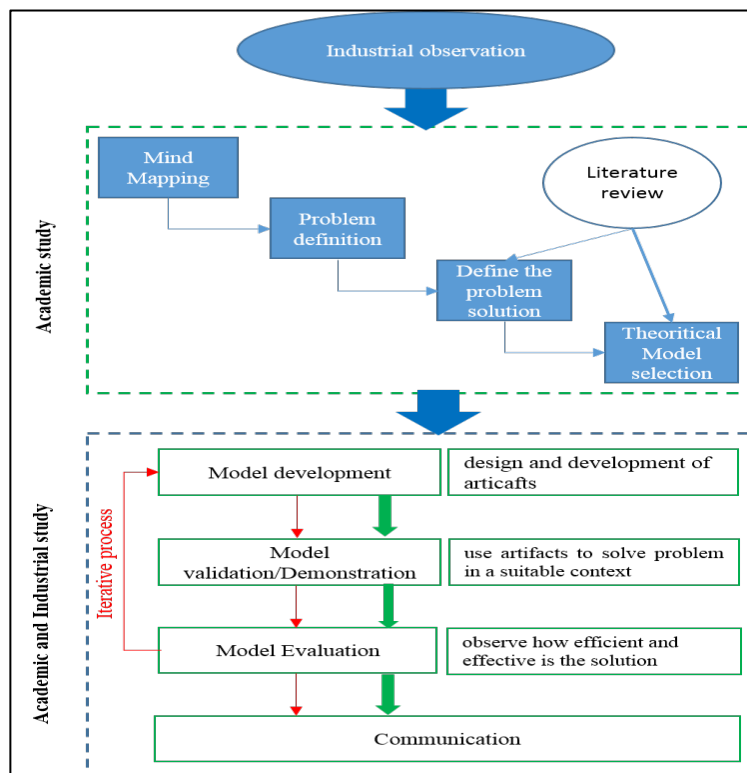 Industrial observation
Academic study
Mind
Mapping
Literature
review
Problem
definition
Define the
problem
solution
Theoritical
Model
selection
Academic and Industrial study
Iterative process
Model development
design and development of
articafts
Model
validation/Demonstration
use artifacts to solve problem
in a suitable context
Model Evaluation
observe how efficient and
effective is the solution
Communication